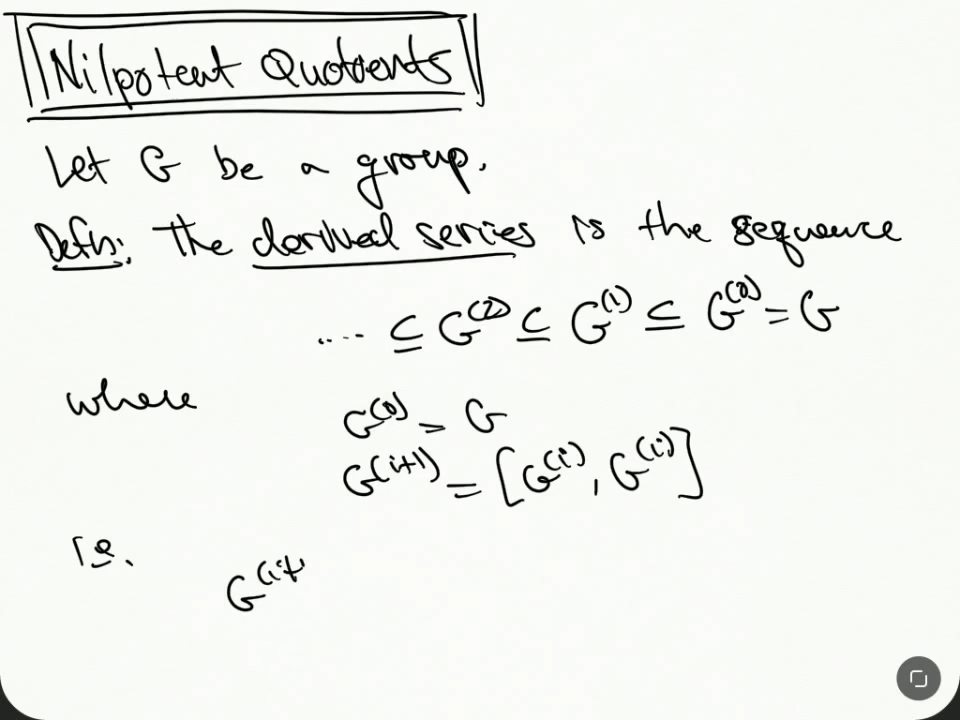 Nilpotent Quotients
Let G be a group.
Defn: The derived series is the sequence
.... ⊆ G^(2) ⊆ G^(1) ⊆ G^(0) = G
where
G^(0) = G
G^(i+1) = [G^(i), G^(i)]
i.e.
G^(i+